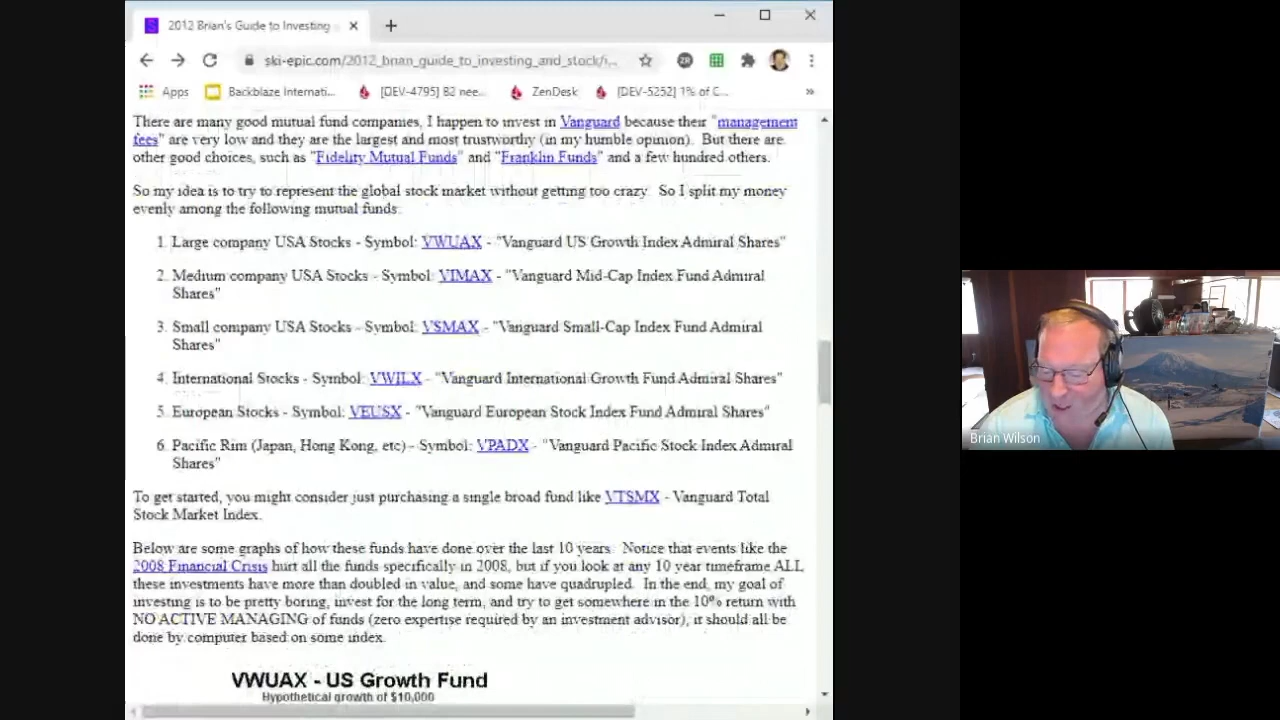 2012 Brian's Guide to Investing
ski-epic.com/2012_brian_guide_to_investing_and_stock/i...
Apps Backblaze Internati... [DEV-4795] B2 nee... ZenDesk [DEV-5252] 1% of C... »
There are many good mutual fund companies, I happen to invest in Vanguard because their "management
fees" are very low and they are the largest and most trustworthy (in my humble opinion). But there are
other good choices, such as "Fidelity Mutual Funds" and "Franklin Funds" and a few hundred others.
So my idea is to try to represent the global stock market without getting too crazy. So I split my money
evenly among the following mutual funds:
1. Large company USA Stocks - Symbol: VWUAX - "Vanguard US Growth Index Admiral Shares"
2. Medium company USA Stocks - Symbol: VIMAX - "Vanguard Mid-Cap Index Fund Admiral
Shares"
3. Small company USA Stocks - Symbol: VSMAX - "Vanguard Small-Cap Index Fund Admiral
Shares"
4. International Stocks - Symbol: VWILX - "Vanguard International Growth Fund Admiral Shares"
5. European Stocks - Symbol: VEUSX - "Vanguard European Stock Index Fund Admiral Shares"
6. Pacific Rim (Japan, Hong Kong, etc) - Symbol: VPADX - "Vanguard Pacific Stock Index Admiral
Shares"
To get started, you might consider just purchasing a single broad fund like VTSMX - Vanguard Total
Stock Market Index.
Below are some graphs of how these funds have done over the last 10 years. Notice that events like the
2008 Financial Crisis hurt all the funds specifically in 2008, but if you look at any 10 year timeframe ALL
these investments have more than doubled in value, and some have quadrupled. In the end, my goal of
investing is to be pretty boring, invest for the long term, and try to get somewhere in the 10% return with
NO ACTIVE MANAGING of funds (zero expertise required by an investment advisor), it should all be
done by computer based on some index.
VWUAX - US Growth Fund
Hypothetical growth of $10,000
Brian Wilson